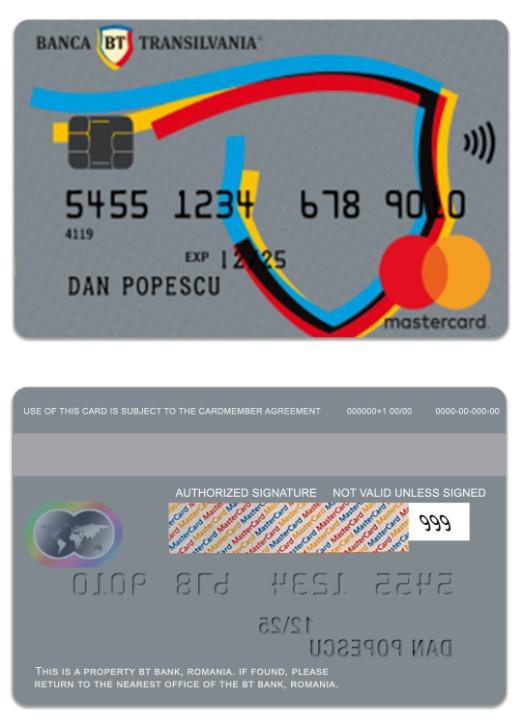 BANCA BT TRANSILVANIA®
5455 1234 678 9010
4119
EXP 12/25
DAN POPESCU
mastercard.
USE OF THIS CARD IS SUBJECT TO THE CARDMEMBER AGREEMENT 000000+1 00/00 0000-00-000-00
AUTHORIZED SIGNATURE NOT VALID UNLESS SIGNED
MasterCard MasterCard MasterCard 999
5455 1234 678 9010
12/25
DAN POPESCU
THIS IS A PROPERTY BT BANK, ROMANIA. IF FOUND, PLEASE
RETURN TO THE NEAREST OFFICE OF THE BT BANK, ROMANIA.